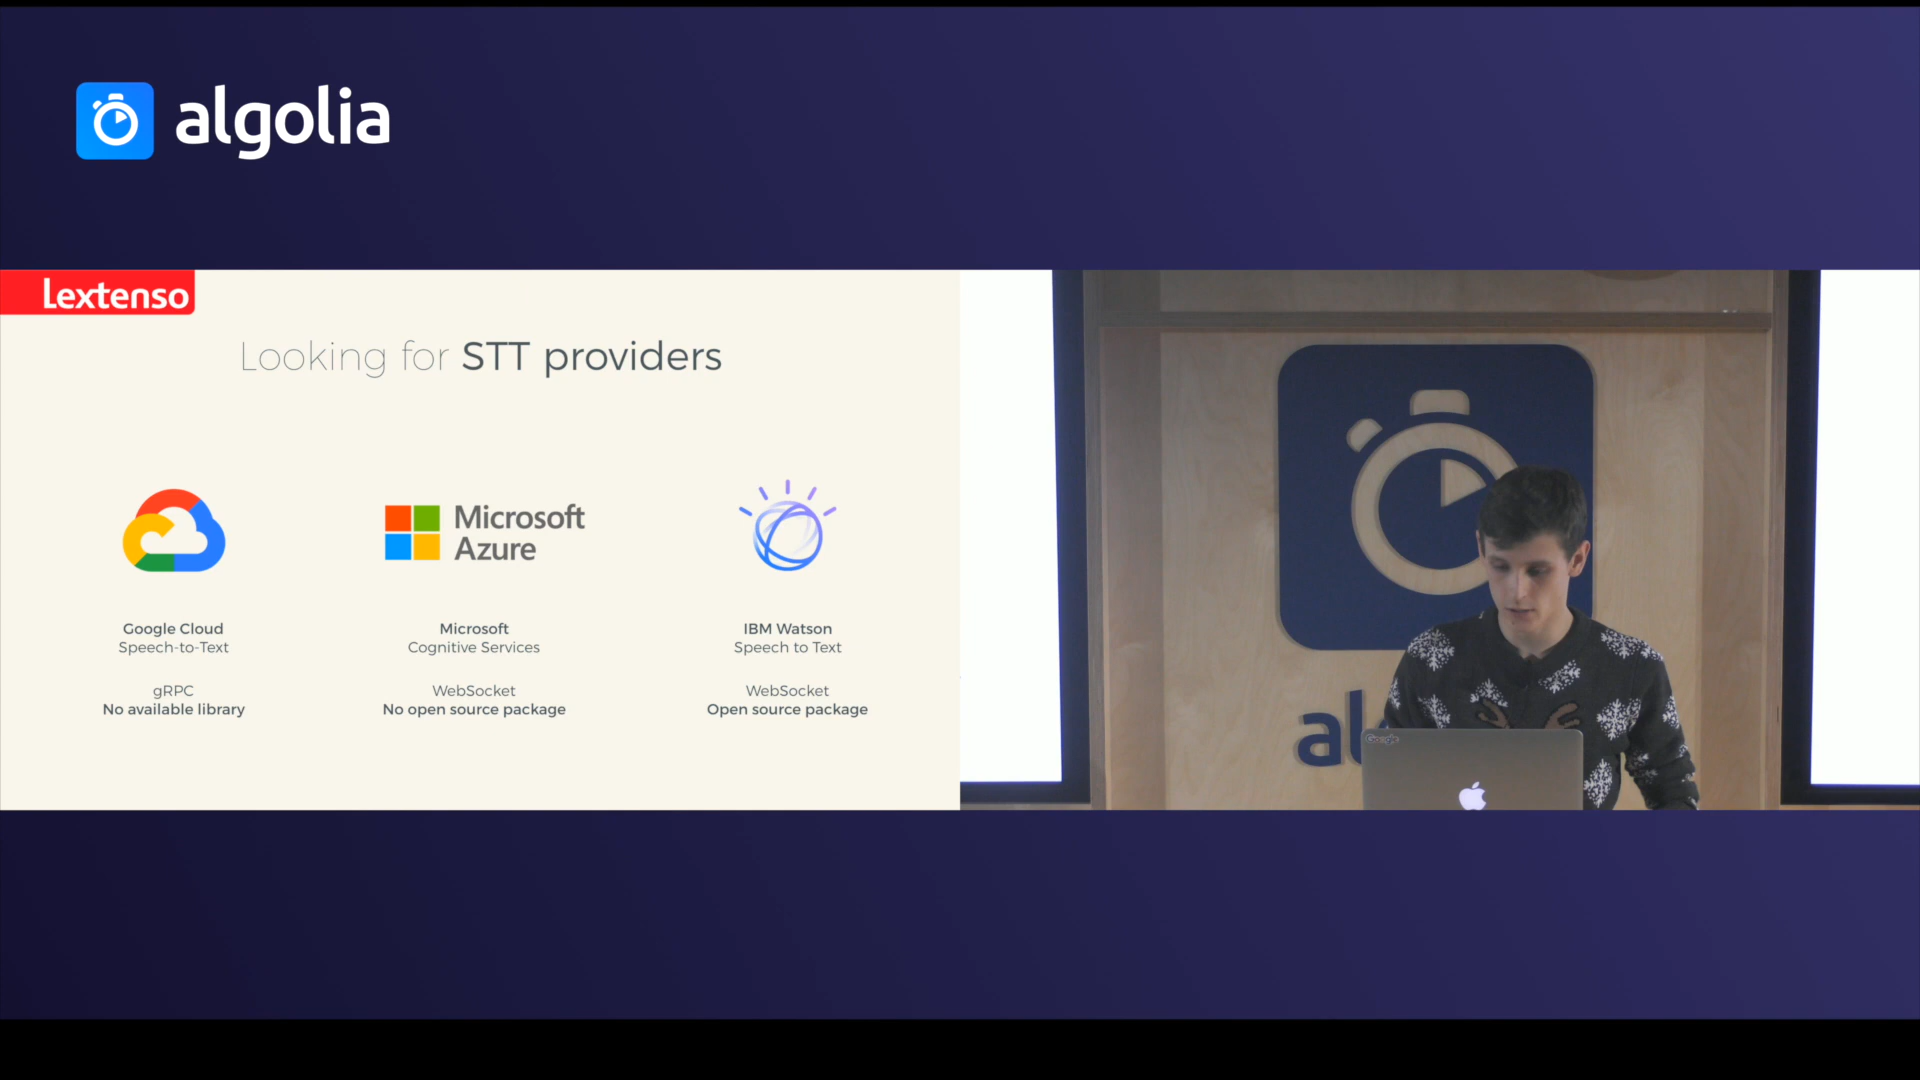 algolia
Lextenso
Looking for STT providers
Microsoft
Azure
Google Cloud
Speech-to-Text
gRPC
No available library
Microsoft
Cognitive Services
WebSocket
No open source package
IBM Watson
Speech to Text
WebSocket
Open source package
al
Google